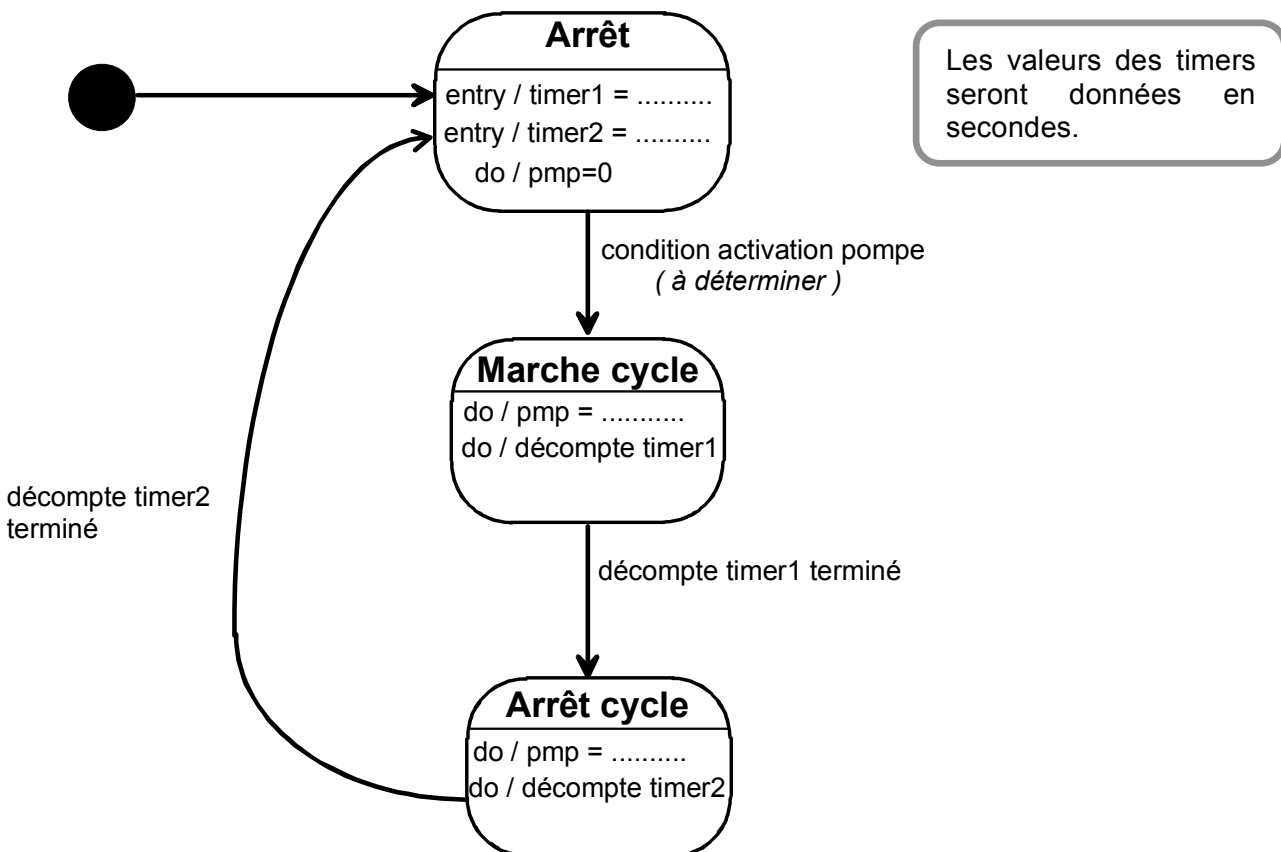 Arrêt
entry / timer1 = ..........
entry / timer2 = ..........
do / pmp=0
Les valeurs des timers
seront données en
secondes.
condition activation pompe
( à déterminer )
Marche cycle
do / pmp = ...........
do / décompte timer1
décompte timer2
terminé
décompte timer1 terminé
Arrêt cycle
do / pmp = ..........
do / décompte timer2